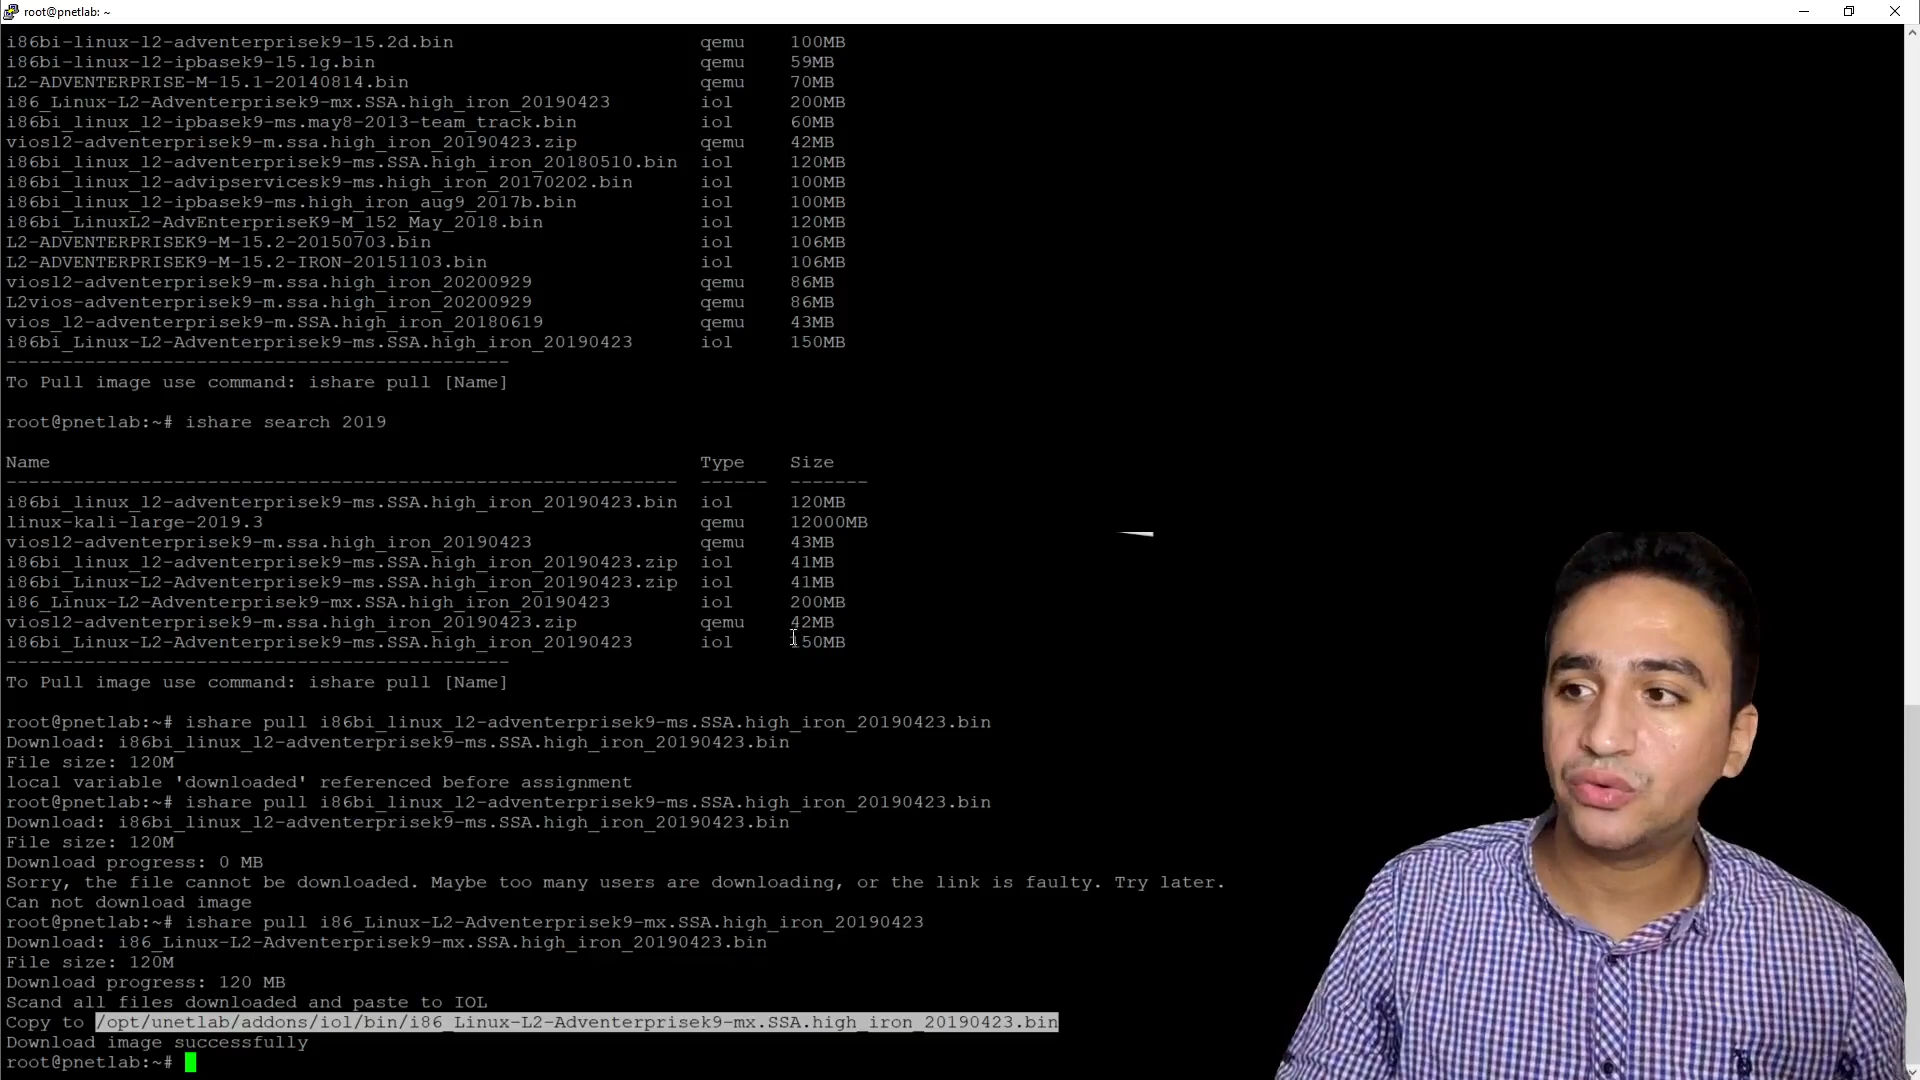 root@pnetlab: ~
i86bi-linux-l2-adventerprisek9-15.2d.bin qemu 100MB
i86bi-linux-l2-ipbasek9-15.1g.bin qemu 59MB
L2-ADVENTERPRISE-M-15.1-20140814.bin qemu 70MB
i86_Linux-L2-Adventerprisek9-mx.SSA.high_iron_20190423 iol 200MB
i86bi_linux_l2-ipbasek9-ms.may8-2013-team_track.bin iol 60MB
viosl2-adventerprisek9-m.ssa.high_iron_20190423.zip qemu 42MB
i86bi_linux_l2-adventerprisek9-ms.SSA.high_iron_20180510.bin iol 120MB
i86bi_linux_l2-advipservicesk9-ms.high_iron_20170202.bin iol 100MB
i86bi_linux_l2-ipbasek9-ms.high_iron_aug9_2017b.bin iol 100MB
i86bi_LinuxL2-AdvEnterpriseK9-M_152_May_2018.bin iol 120MB
L2-ADVENTERPRISEK9-M-15.2-20150703.bin iol 106MB
L2-ADVENTERPRISEK9-M-15.2-IRON-20151103.bin iol 106MB
viosl2-adventerprisek9-m.ssa.high_iron_20200929 qemu 86MB
L2vios-adventerprisek9-m.ssa.high_iron_20200929 qemu 86MB
vios_l2-adventerprisek9-m.SSA.high_iron_20180619 qemu 43MB
i86bi_Linux-L2-Adventerprisek9-ms.SSA.high_iron_20190423 iol 150MB
---------------------------------------------
To Pull image use command: ishare pull [Name]
root@pnetlab:~# ishare search 2019
Name Type Size
------------------------------------------------------------ ------ -------
i86bi_linux_l2-adventerprisek9-ms.SSA.high_iron_20190423.bin iol 120MB
linux-kali-large-2019.3 qemu 12000MB
viosl2-adventerprisek9-m.ssa.high_iron_20190423 qemu 43MB
i86bi_linux_l2-adventerprisek9-ms.SSA.high_iron_20190423.zip iol 41MB
i86bi_Linux-L2-Adventerprisek9-ms.SSA.high_iron_20190423.zip iol 41MB
i86_Linux-L2-Adventerprisek9-mx.SSA.high_iron_20190423 iol 200MB
viosl2-adventerprisek9-m.ssa.high_iron_20190423.zip qemu 42MB
i86bi_Linux-L2-Adventerprisek9-ms.SSA.high_iron_20190423 iol 150MB
---------------------------------------------
To Pull image use command: ishare pull [Name]
root@pnetlab:~# ishare pull i86bi_linux_l2-adventerprisek9-ms.SSA.high_iron_20190423.bin
Download: i86bi_linux_l2-adventerprisek9-ms.SSA.high_iron_20190423.bin
File size: 120M
local variable 'downloaded' referenced before assignment
root@pnetlab:~# ishare pull i86bi_linux_l2-adventerprisek9-ms.SSA.high_iron_20190423.bin
Download: i86bi_linux_l2-adventerprisek9-ms.SSA.high_iron_20190423.bin
File size: 120M
Download progress: 0 MB
Sorry, the file cannot be downloaded. Maybe too many users are downloading, or the link is faulty. Try later.
Can not download image
root@pnetlab:~# ishare pull i86_Linux-L2-Adventerprisek9-mx.SSA.high_iron_20190423
Download: i86_Linux-L2-Adventerprisek9-mx.SSA.high_iron_20190423.bin
File size: 120M
Download progress: 120 MB
Scand all files downloaded and paste to IOL
Copy to /opt/unetlab/addons/iol/bin/i86_Linux-L2-Adventerprisek9-mx.SSA.high_iron_20190423.bin
Download image successfully
root@pnetlab:~#